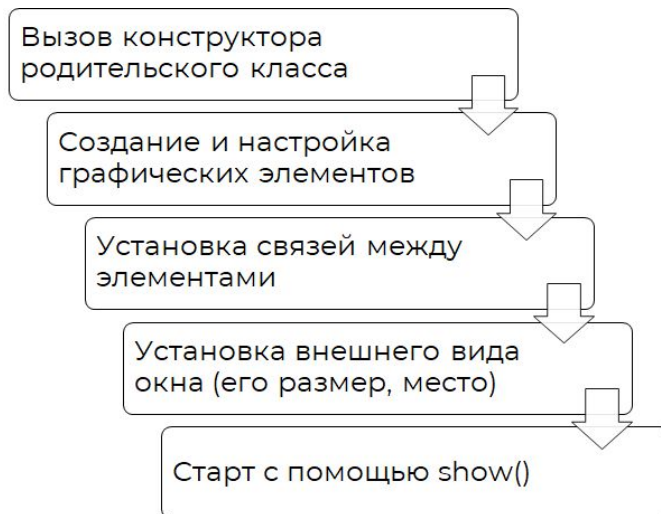 Вызов конструктора
родительского класса
Создание и настройка
графических элементов
Установка связей между
элементами
Установка внешнего вида
окна (его размер, место)
Старт с помощью show()